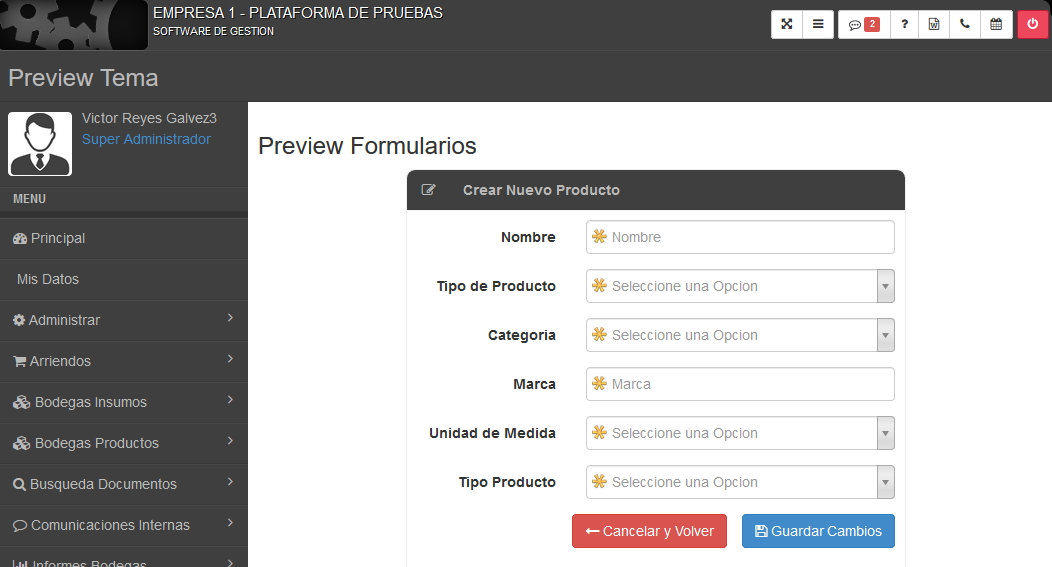 EMPRESA 1 - PLATAFORMA DE PRUEBAS
SOFTWARE DE GESTION
2
?
W
Preview Tema
Victor Reyes Galvez3
Super Administrador
MENU
Principal
Mis Datos
Administrar
Arriendos
Bodegas Insumos
Bodegas Productos
Busqueda Documentos
Comunicaciones Internas
Informes Bodegas
Preview Formularios
Crear Nuevo Producto
Nombre Nombre
Tipo de Producto Seleccione una Opcion
Categoria Seleccione una Opcion
Marca Marca
Unidad de Medida Seleccione una Opcion
Tipo Producto Seleccione una Opcion
Cancelar y Volver Guardar Cambios